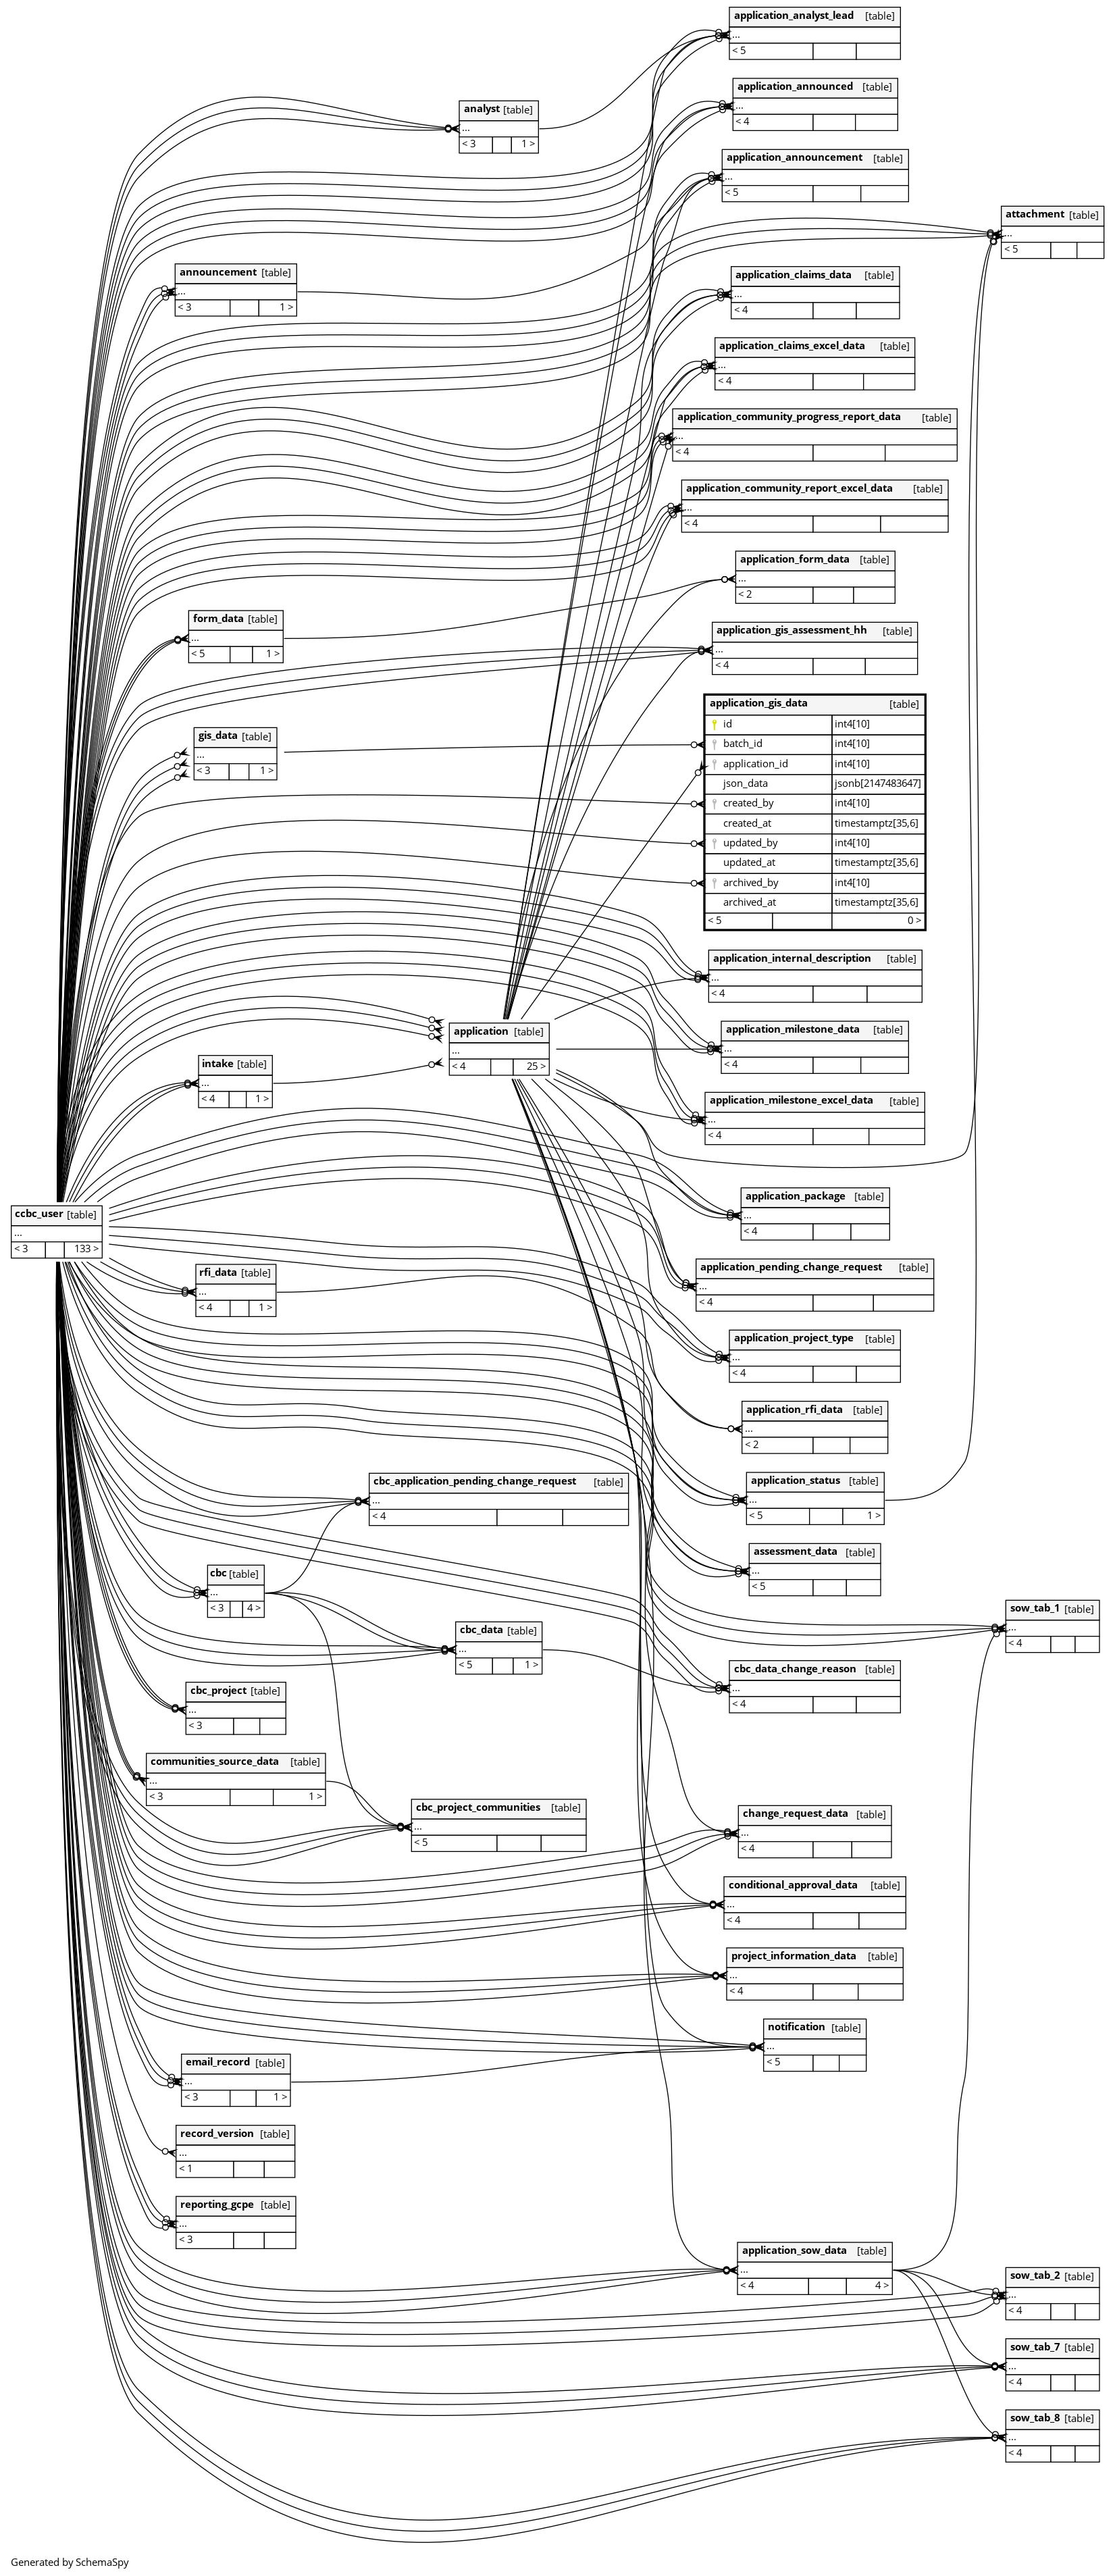 application_analyst_lead [table]
...
< 5
application_announced [table]
...
< 4
analyst [table]
...
< 3 1 >
application_announcement [table]
...
< 5
attachment [table]
...
< 5
announcement [table]
...
< 3 1 >
application_claims_data [table]
...
< 4
application_claims_excel_data [table]
...
< 4
application_community_progress_report_data [table]
...
< 4
application_community_report_excel_data [table]
...
< 4
application_form_data [table]
...
< 2
form_data [table]
...
< 5 1 >
application_gis_assessment_hh [table]
...
< 4
application_gis_data [table]
id int4[10]
batch_id int4[10]
application_id int4[10]
json_data jsonb[2147483647]
created_by int4[10]
created_at timestamptz[35,6]
updated_by int4[10]
updated_at timestamptz[35,6]
archived_by int4[10]
archived_at timestamptz[35,6]
< 5 0 >
gis_data [table]
...
< 3 1 >
application_internal_description [table]
...
< 4
application [table]
...
< 4 25 >
application_milestone_data [table]
...
< 4
intake [table]
...
< 4 1 >
application_milestone_excel_data [table]
...
< 4
application_package [table]
...
< 4
ccbc_user [table]
...
< 3 133 >
application_pending_change_request [table]
...
< 4
rfi_data [table]
...
< 4 1 >
application_project_type [table]
...
< 4
application_rfi_data [table]
...
< 2
cbc_application_pending_change_request [table]
...
< 4
application_status [table]
...
< 5 1 >
assessment_data [table]
...
< 5
cbc [table]
...
< 3 4 >
sow_tab_1 [table]
...
< 4
cbc_data [table]
...
< 5 1 >
cbc_data_change_reason [table]
...
< 4
cbc_project [table]
...
< 3
communities_source_data [table]
...
< 3 1 >
cbc_project_communities [table]
...
< 5
change_request_data [table]
...
< 4
conditional_approval_data [table]
...
< 4
project_information_data [table]
...
< 4
notification [table]
...
< 5
email_record [table]
...
< 3 1 >
record_version [table]
...
< 1
reporting_gcpe [table]
...
< 3
application_sow_data [table]
...
< 4 4 >
sow_tab_2 [table]
...
< 4
sow_tab_7 [table]
...
< 4
sow_tab_8 [table]
...
< 4
Generated by SchemaSpy